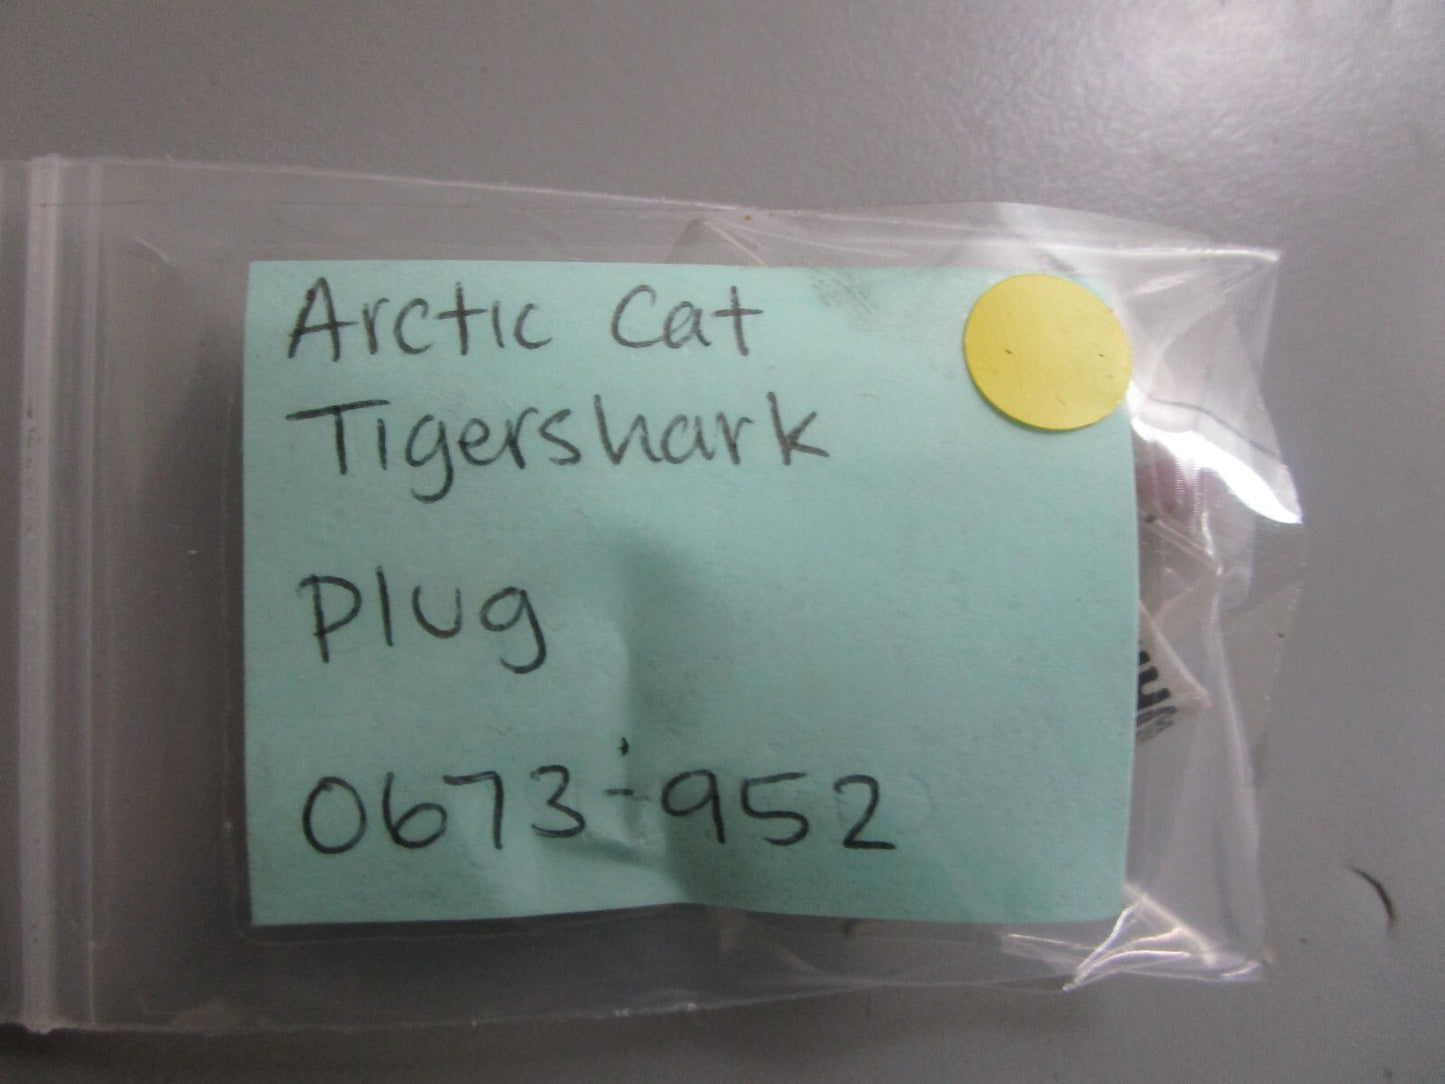 Arctic Cat
Tigershark
Plug
0673-952